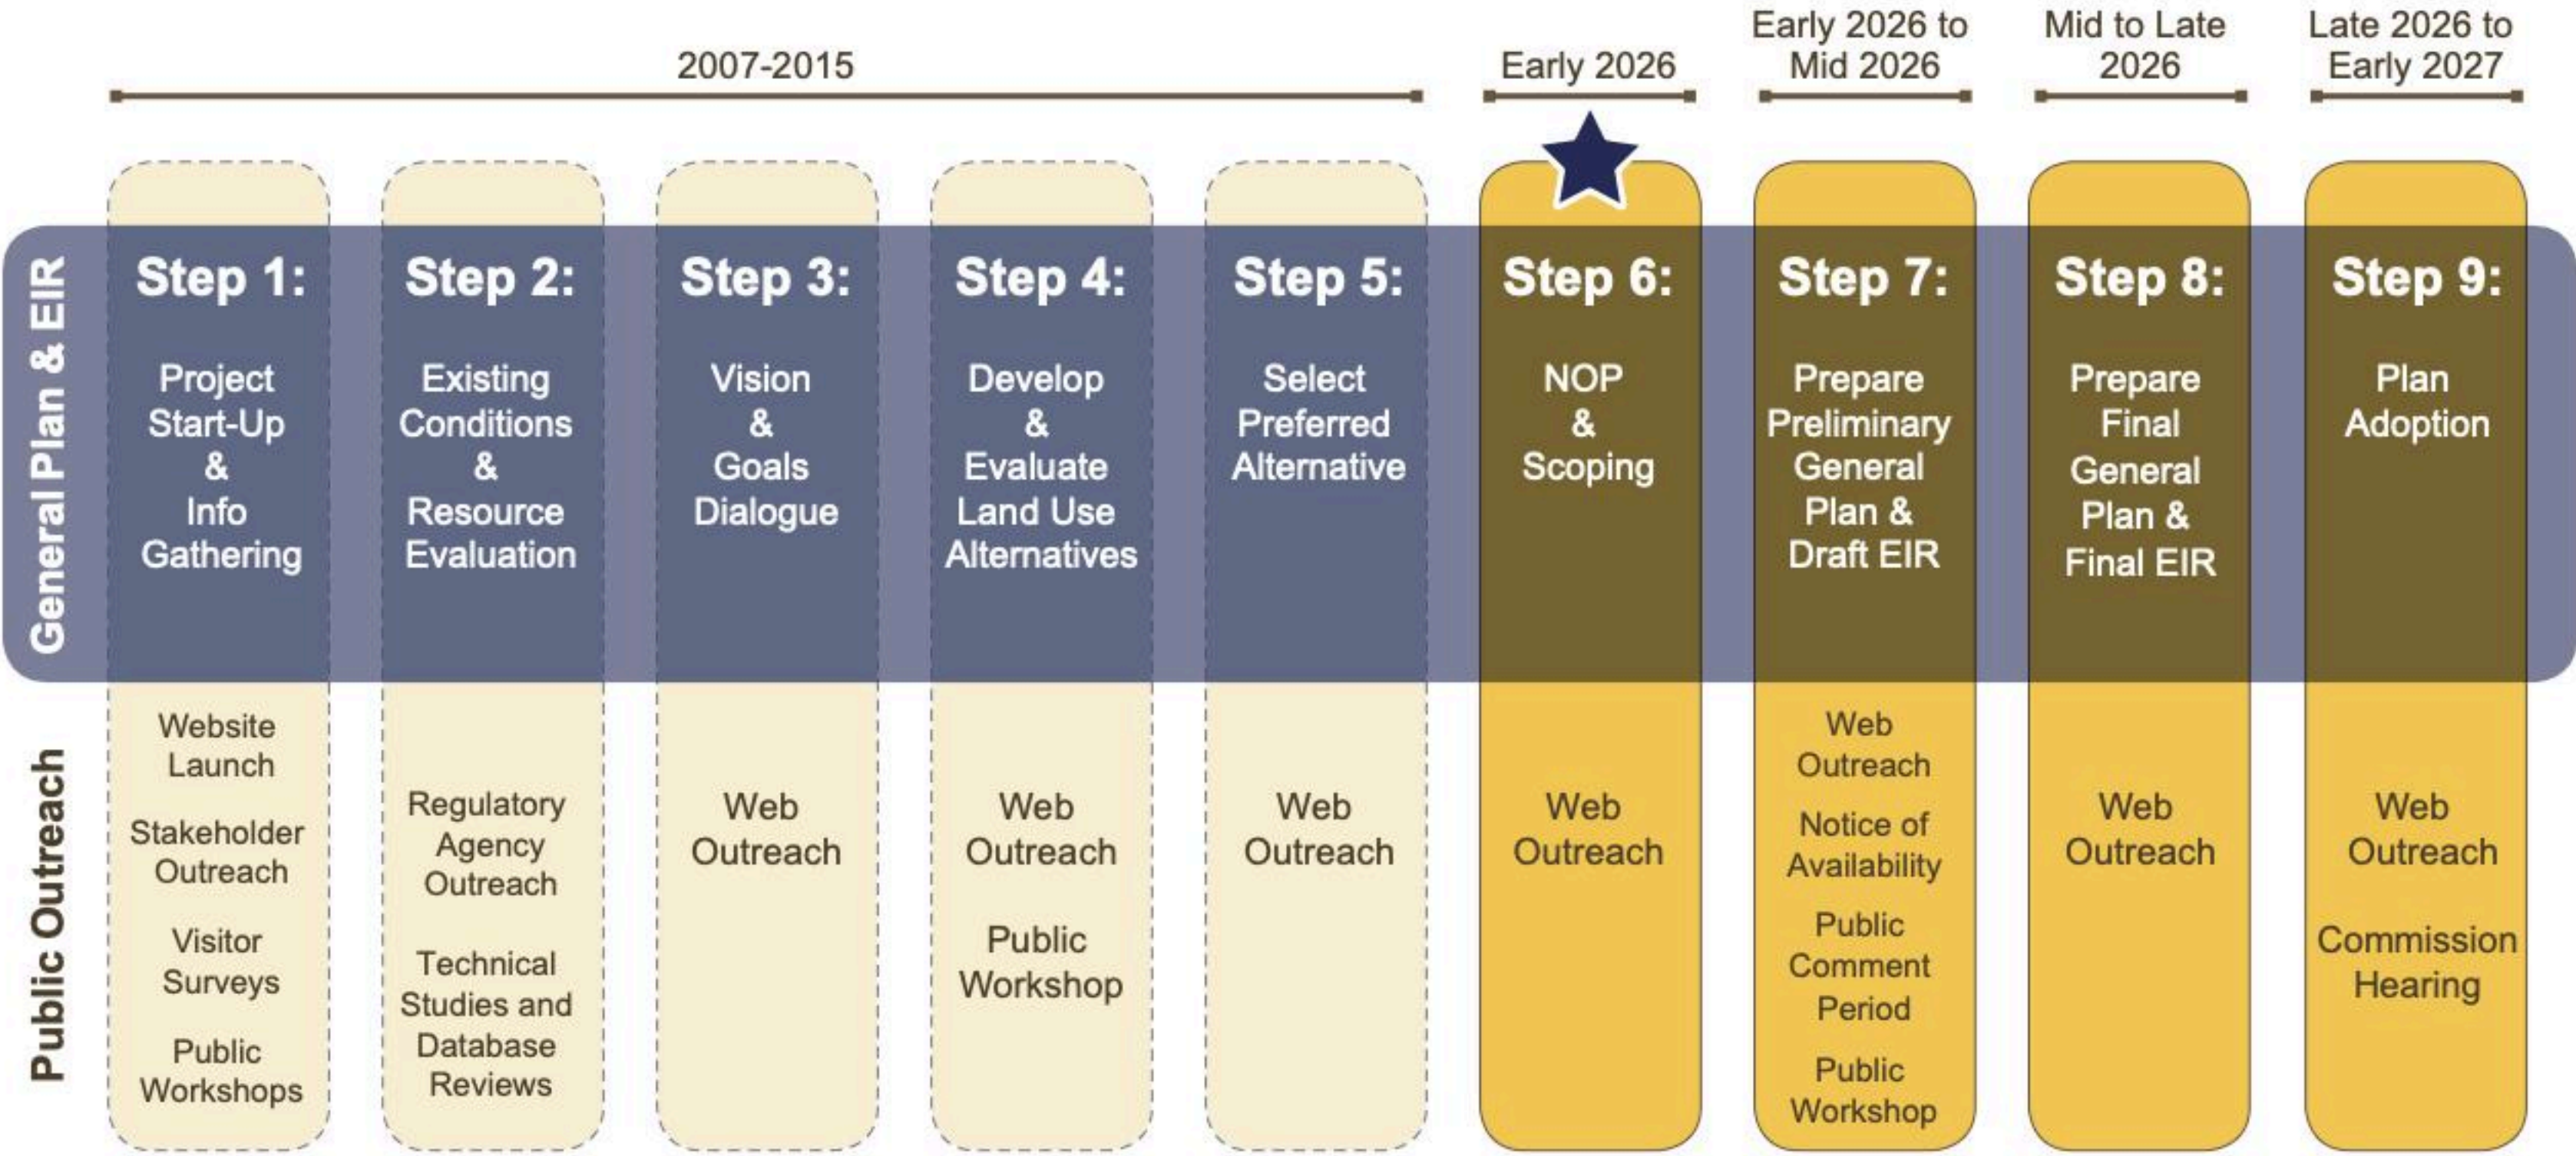 2007-2015
Early 2026
Early 2026 to
Mid 2026
Mid to Late
2026
Late 2026 to
Early 2027
General Plan & EIR
Step 1:
Project
Start-Up
&
Info
Gathering
Step 2:
Existing
Conditions
&
Resource
Evaluation
Step 3:
Vision
&
Goals
Dialogue
Step 4:
Develop
&
Evaluate
Land Use
Alternatives
Step 5:
Select
Preferred
Alternative
Step 6:
NOP
&
Scoping
Step 7:
Prepare
Preliminary
General
Plan &
Draft EIR
Step 8:
Prepare
Final
General
Plan &
Final EIR
Step 9:
Plan
Adoption
Public Outreach
Website
Launch
Stakeholder
Outreach
Visitor
Surveys
Public
Workshops
Regulatory
Agency
Outreach
Technical
Studies and
Database
Reviews
Web
Outreach
Web
Outreach
Public
Workshop
Web
Outreach
Web
Outreach
Web
Outreach
Notice of
Availability
Public
Comment
Period
Public
Workshop
Web
Outreach
Web
Outreach
Commission
Hearing